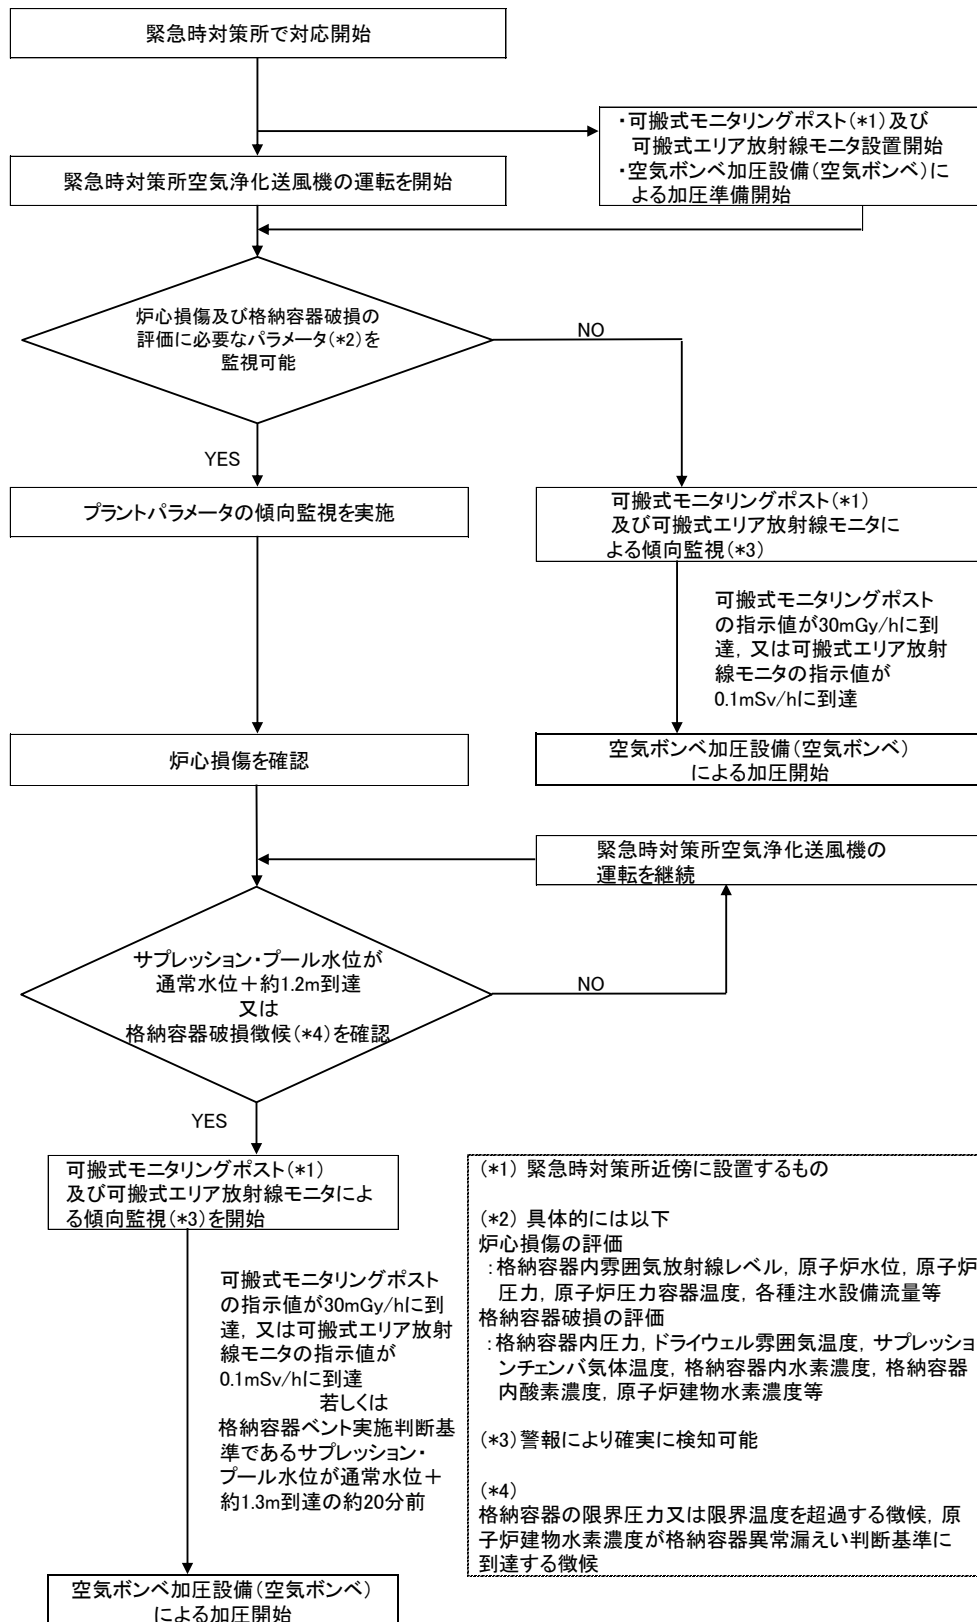 緊急時対策所で対応開始
・可搬式モニタリングポスト(*1)及び
可搬式エリア放射線モニタ設置開始
・空気ボンベ加圧設備(空気ボンベ)に
よる加圧準備開始
緊急時対策所空気浄化送風機の運転を開始
炉心損傷及び格納容器破損の
評価に必要なパラメータ(*2)を
監視可能
NO
YES
プラントパラメータの傾向監視を実施
可搬式モニタリングポスト(*1)
及び可搬式エリア放射線モニタに
よる傾向監視(*3)
可搬式モニタリングポスト
の指示値が30mGy/hに到
達, 又は可搬式エリア放射
線モニタの指示値が
0.1mSv/hに到達
炉心損傷を確認
空気ボンベ加圧設備(空気ボンベ)
による加圧開始
緊急時対策所空気浄化送風機の
運転を継続
サプレッション・プール水位が
通常水位＋約1.2m到達
又は
格納容器破損徴候(*4)を確認
NO
YES
可搬式モニタリングポスト(*1)
及び可搬式エリア放射線モニタによ
る傾向監視(*3)を開始
可搬式モニタリングポスト
の指示値が30mGy/hに到
達, 又は可搬式エリア放射
線モニタの指示値が
0.1mSv/hに到達
若しくは
格納容器ベント実施判断基
準であるサプレッション・
プール水位が通常水位＋
約1.3m到達の約20分前
空気ボンベ加圧設備(空気ボンベ)
による加圧開始
(*1) 緊急時対策所近傍に設置するもの
(*2) 具体的には以下
炉心損傷の評価
：格納容器内雰囲気放射線レベル, 原子炉水位, 原子炉
圧力, 原子炉圧力容器温度, 各種注水設備流量等
格納容器破損の評価
：格納容器内圧力, ドライウェル雰囲気温度, サプレッショ
ンチェンバ気体温度, 格納容器内水素濃度, 格納容器
内酸素濃度, 原子炉建物水素濃度等
(*3)警報により確実に検知可能
(*4)
格納容器の限界圧力又は限界温度を超過する徴候, 原
子炉建物水素濃度が格納容器異常漏えい判断基準に
到達する徴候